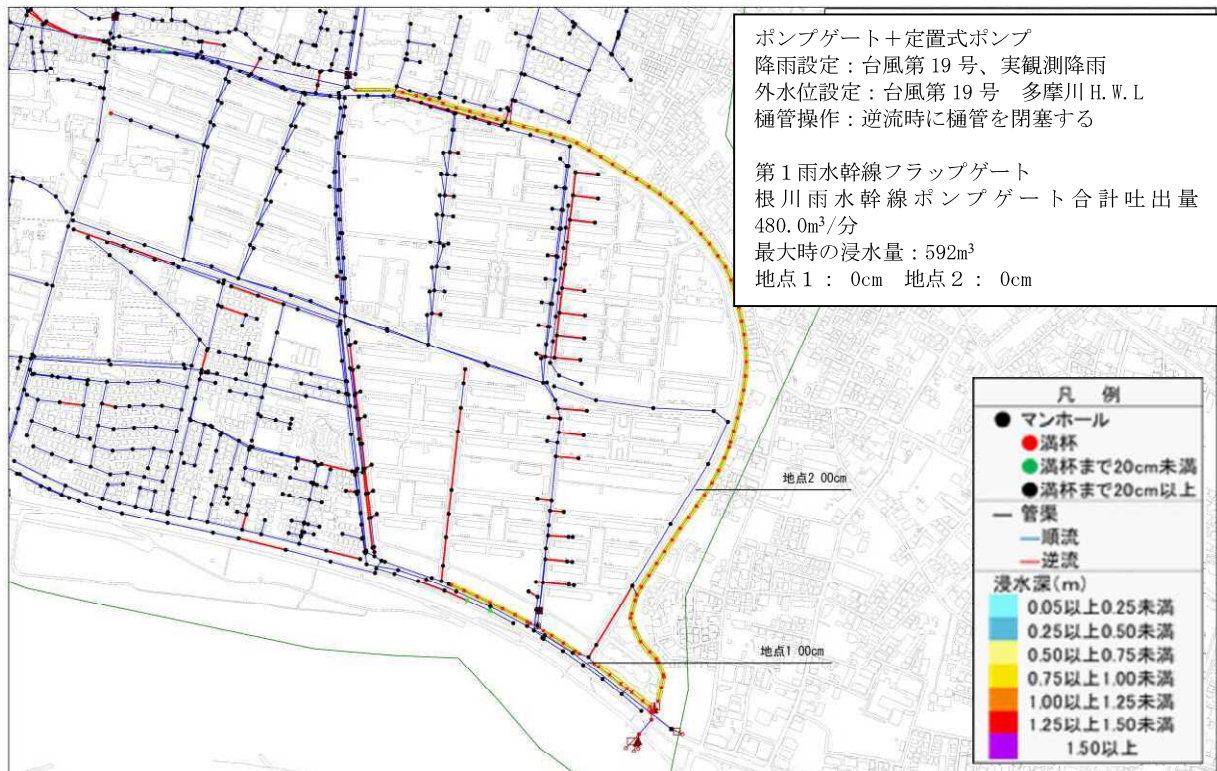 ポンプゲート＋定置式ポンプ
降雨設定：台風第 19 号、実観測降雨
外水位設定：台風第 19 号　多摩川 H.W.L
樋管操作：逆流時に樋管を閉塞する
第１雨水幹線フラップゲート
根川雨水幹線ポンプゲート合計吐出量
480.0m³/分
最大時の浸水量：592m³
地点１： 0cm　地点２： 0cm
凡　例
マンホール
満杯
満杯まで20cm未満
満杯まで20cm以上
管渠
順流
逆流
浸水深(m)
0.05以上0.25未満
0.25以上0.50未満
0.50以上0.75未満
0.75以上1.00未満
1.00以上1.25未満
1.25以上1.50未満
1.50以上
地点2 00cm
地点1 00cm